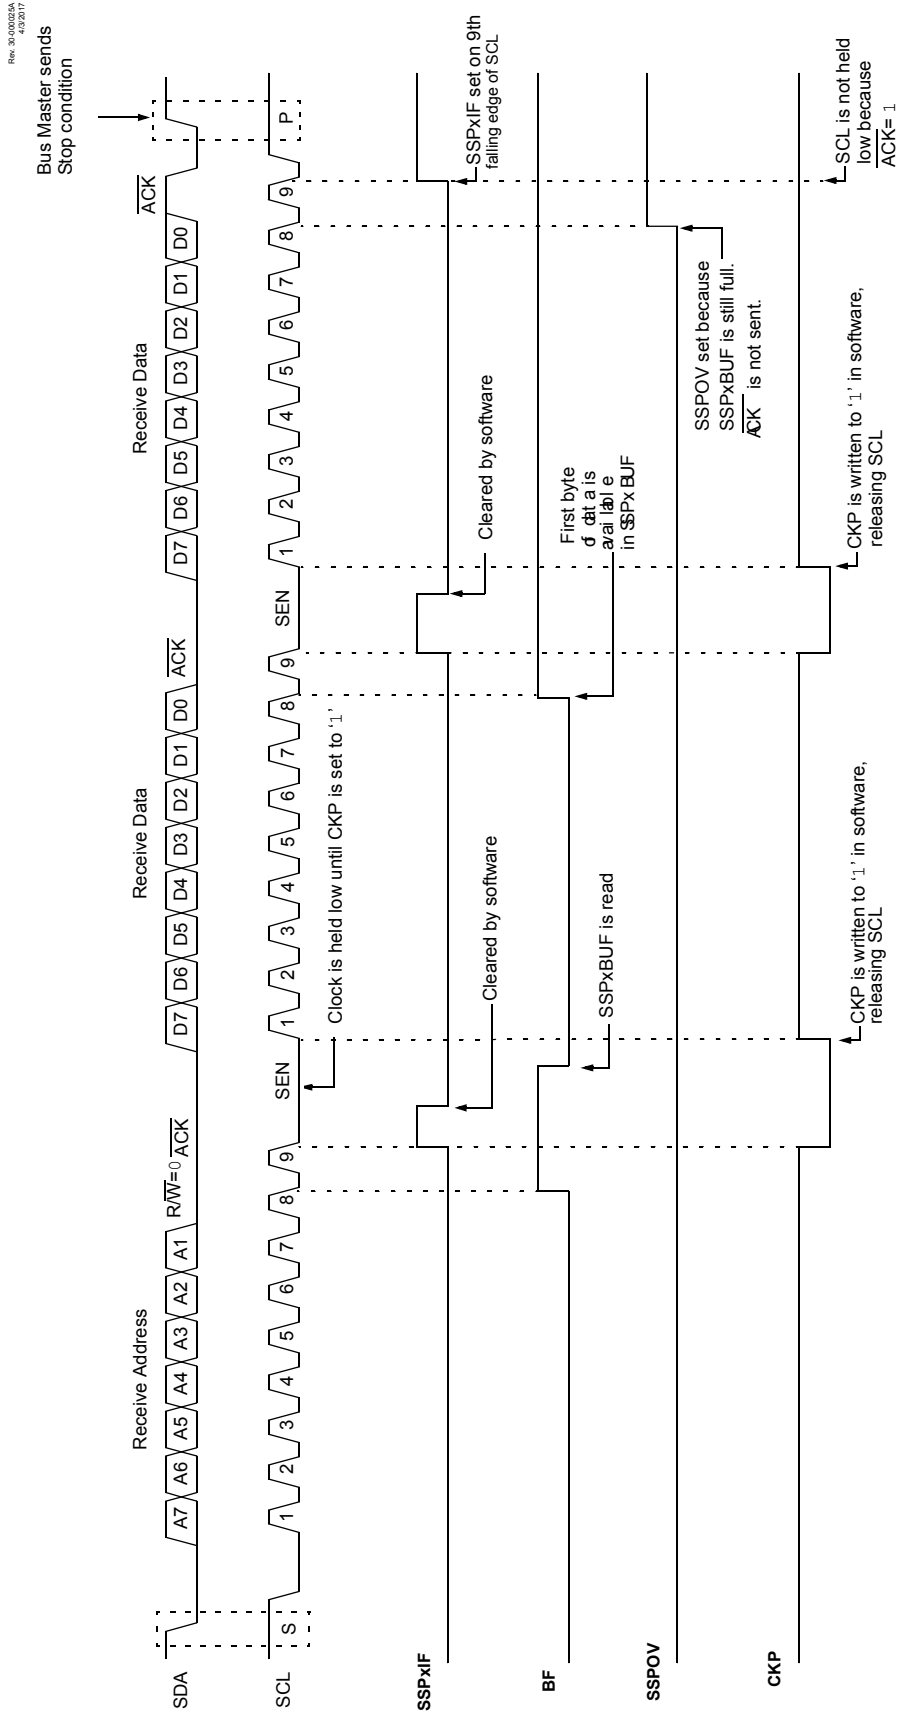 Rev. 30-000025A
4/3/2017
Bus Master sends
Stop condition
Receive Address
Receive Data
Receive Data
SDA
A7 A6 A5 A4 A3 A2 A1 R/W=0 ACK D7 D6 D5 D4 D3 D2 D1 D0 ACK D7 D6 D5 D4 D3 D2 D1 D0 ACK
SCL
S 1 2 3 4 5 6 7 8 9 SEN 1 2 3 4 5 6 7 8 9 SEN 1 2 3 4 5 6 7 8 9 P
Clock is held low until CKP is set to ‘1’
SSPxIF
Cleared by software
Cleared by software
SSPxIF set on 9th
falling edge of SCL
BF
SSPxBUF is read
First byte
of data is
available
in SSPxBUF
SSPOV
SSPOV set because
SSPxBUF is still full.
ACK is not sent.
CKP
CKP is written to ‘1’ in software,
releasing SCL
CKP is written to ‘1’ in software,
releasing SCL
SCL is not held
low because
ACK= 1